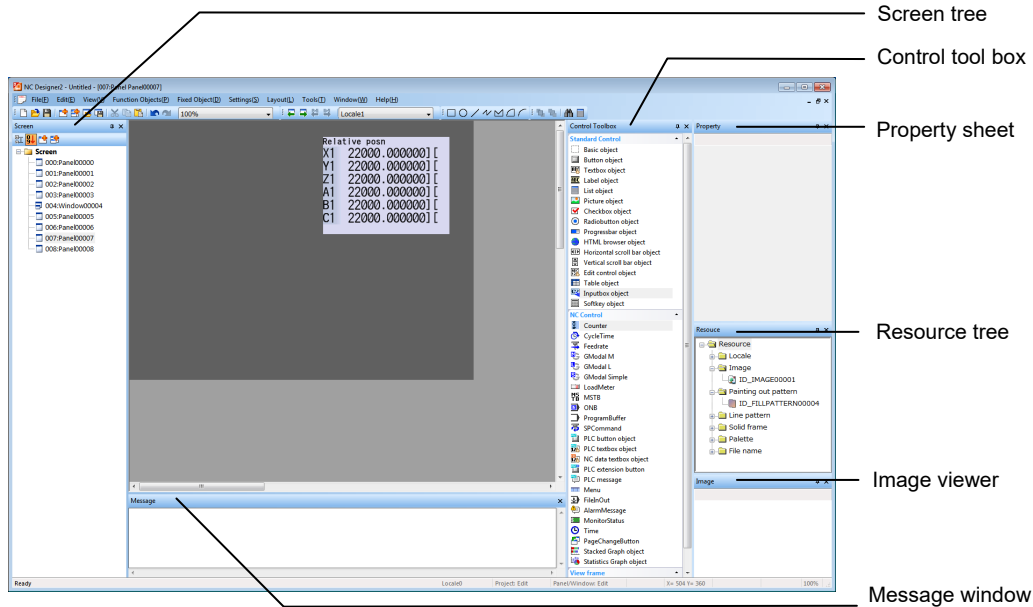 Screen tree
Control tool box
Property sheet
Resource tree
Image viewer
Message window
NC Designer2 - Untitled - [007:Panel Panel00007]
File(F) Edit(E) View(V) Function Objects(P) Fixed Object(D) Settings(S) Layout(L) Tools(T) Window(W) Help(H)
100% Locale1
Screen
Screen
000:Panel00000
001:Panel00001
002:Panel00002
003:Panel00003
004:Window00004
005:Panel00005
006:Panel00006
007:Panel00007
008:Panel00008
Relative posn
X1 22000.000000][
Y1 22000.000000][
Z1 22000.000000][
A1 22000.000000][
B1 22000.000000][
C1 22000.000000][
Message
Control Toolbox
Standard Control
Basic object
Button object
Textbox object
Label object
List object
Picture object
Checkbox object
Radiobutton object
Progressbar object
HTML browser object
Horizontal scroll bar object
Vertical scroll bar object
Edit control object
Table object
Inputbox object
Softkey object
NC Control
Counter
CycleTime
Feedrate
GModal M
GModal L
GModal Simple
LoadMeter
MSTB
ONB
ProgramBuffer
SPCommand
PLC button object
PLC textbox object
NC data textbox object
PLC extension button
PLC message
Menu
FileInOut
AlarmMessage
MonitorStatus
Time
PageChangeButton
Stacked Graph object
Statistics Graph object
View frame
Property
Resouce
Resource
Locale
Image
ID_IMAGE00001
Painting out pattern
ID_FILLPATTERN00004
Line pattern
Solid frame
Palette
File name
Image
Ready Locale0 Project: Edit Panel/Window: Edit X= 504 Y= 360 100%